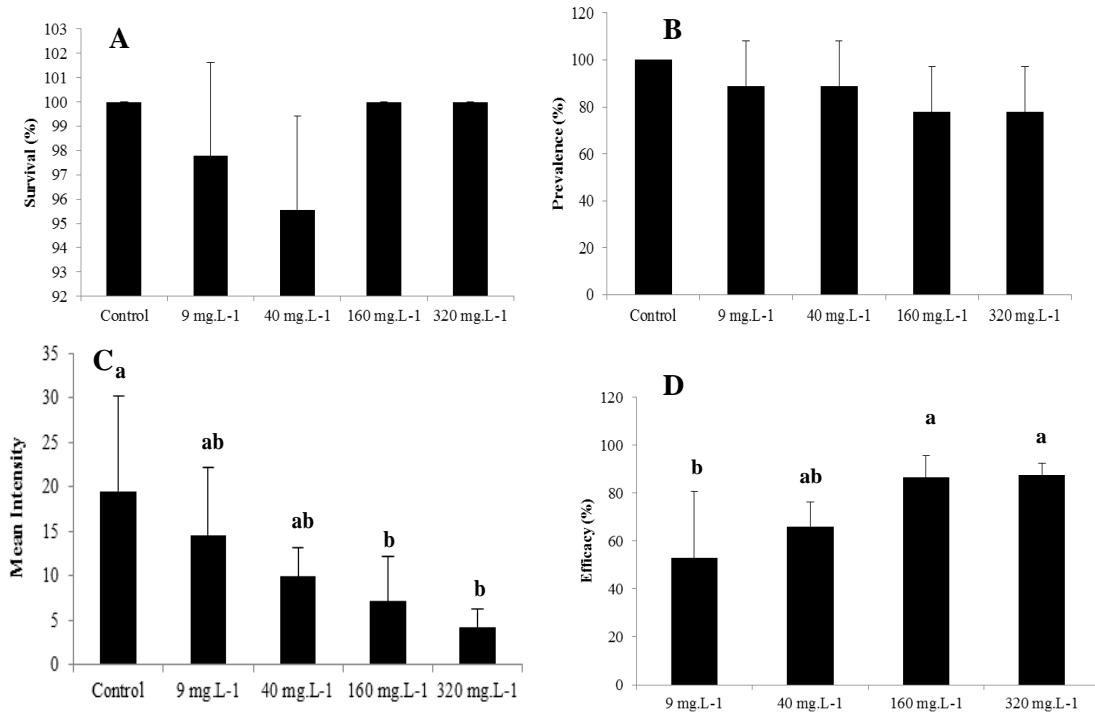 A
Survival (%)
103
102
101
100
99
98
97
96
95
94
93
92
Control 9 mg.L-1 40 mg.L-1 160 mg.L-1 320 mg.L-1
B
Prevalence (%)
120
100
80
60
40
20
0
Control 9 mg.L-1 40 mg.L-1 160 mg.L-1 320 mg.L-1
C
Mean Intensity
35
30
25
20
15
10
5
0
a
ab
ab
b
b
Control 9 mg.L-1 40 mg.L-1 160 mg.L-1 320 mg.L-1
D
Efficacy (%)
120
100
80
60
40
20
0
b
ab
a
a
9 mg.L-1 40 mg.L-1 160 mg.L-1 320 mg.L-1